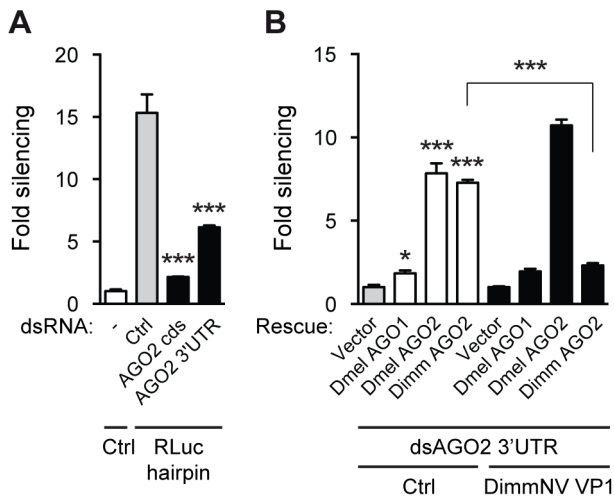 A
Fold silencing
20
15
10
5
0
***
***
dsRNA:
-
Ctrl
AGO2 cds
AGO2 3'UTR
Ctrl
RLuc
hairpin
B
Fold silencing
15
10
5
0
*
***
***
***
Rescue:
Vector
Dmel AGO1
Dmel AGO2
Dimm AGO2
Vector
Dmel AGO1
Dmel AGO2
Dimm AGO2
dsAGO2 3'UTR
Ctrl
DimmNV VP1